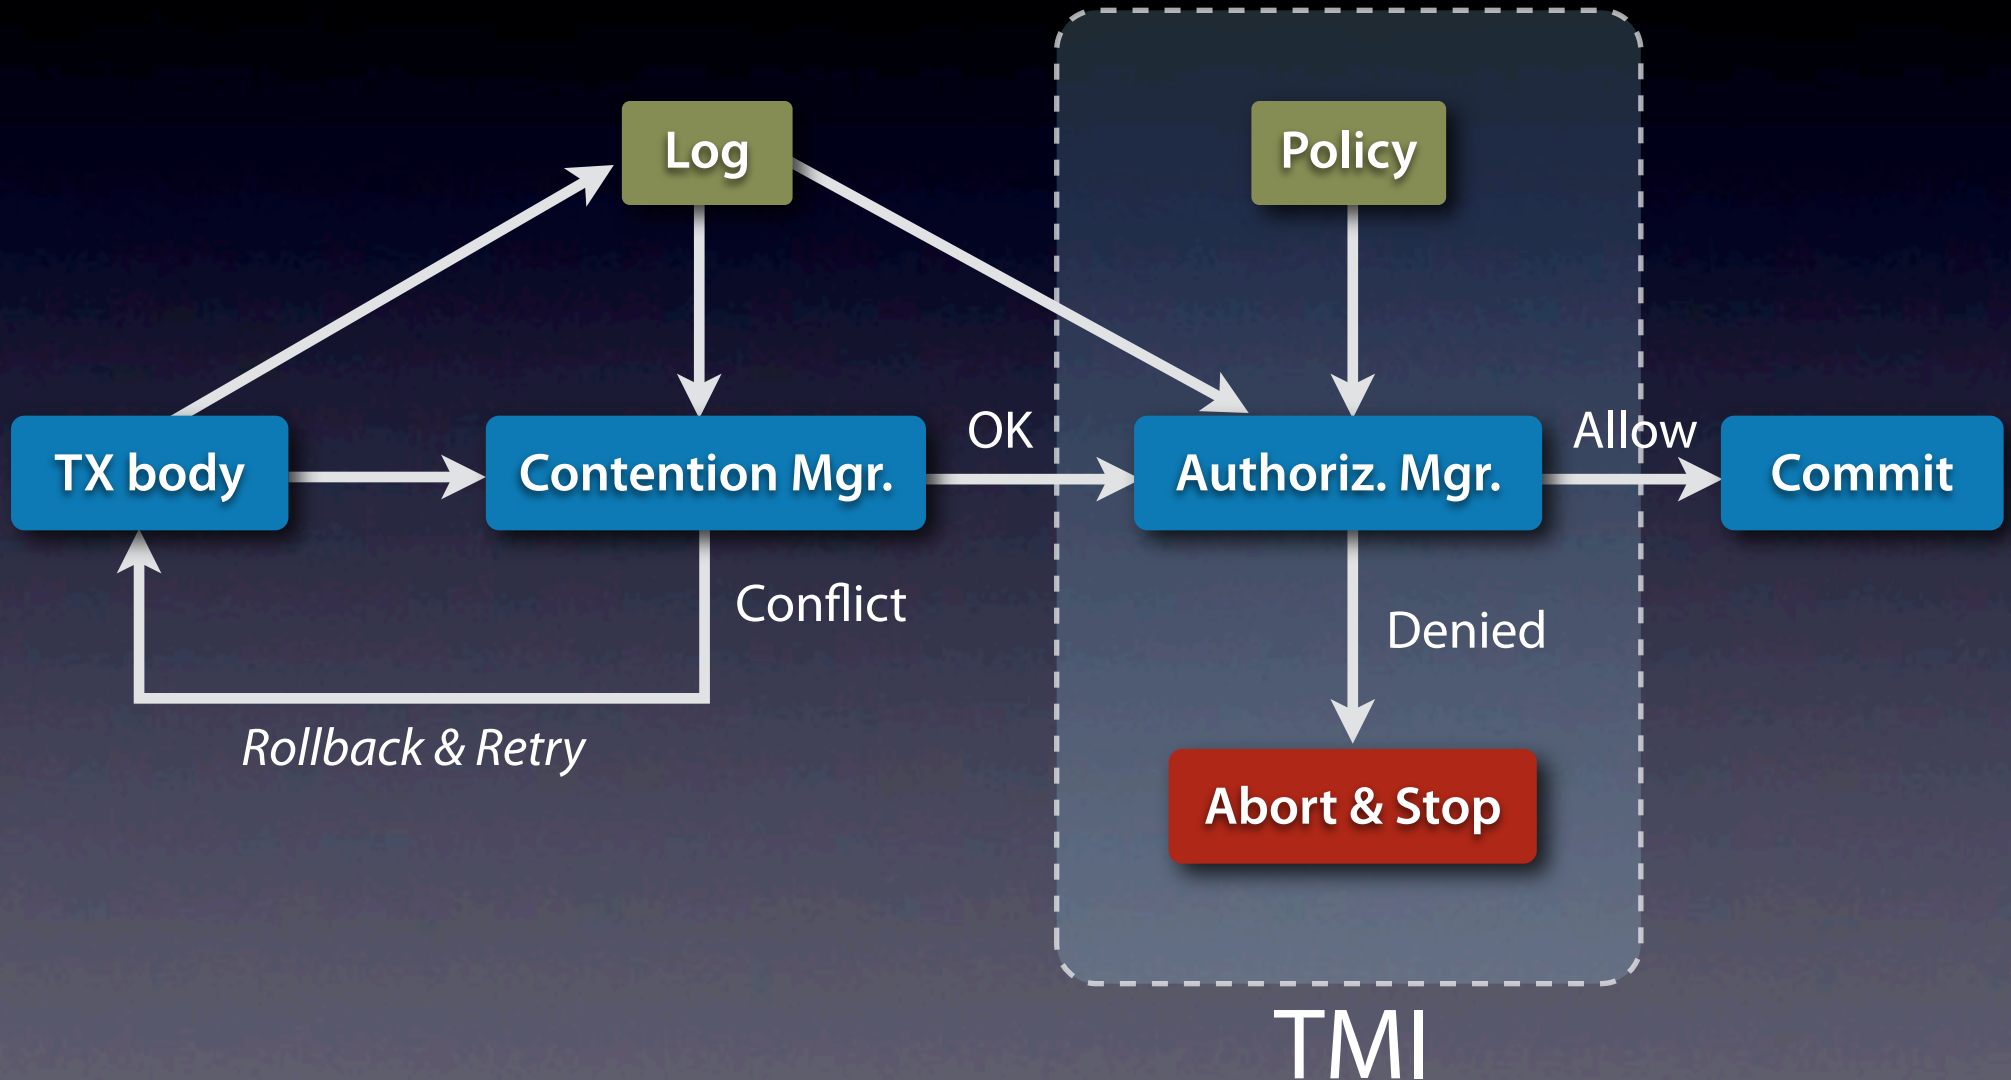 Log
Policy
OK
Allow
TX body
Contention Mgr.
Authoriz. Mgr.
Commit
Conflict
Denied
Rollback & Retry
Abort & Stop
TMI